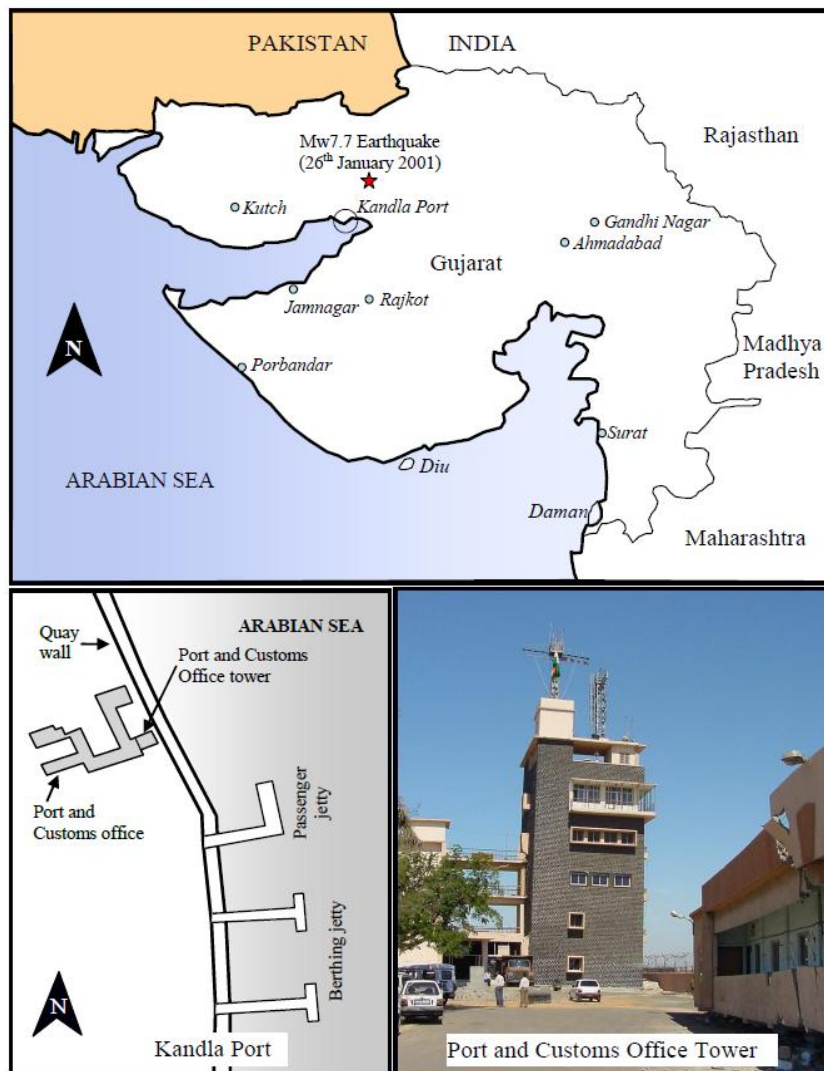 PAKISTAN
INDIA
Rajasthan
Mw7.7 Earthquake
(26th January 2001)
Kutch
Kandla Port
Gandhi Nagar
Ahmadabad
Gujarat
Jamnagar
Rajkot
N
Porbandar
Madhya
Pradesh
Surat
Diu
ARABIAN SEA
Daman
Maharashtra
Quay
wall
ARABIAN SEA
Port and Customs
Office tower
Port and
Customs office
Passenger
jetty
Berthing jetty
N
Kandla Port
Port and Customs Office Tower